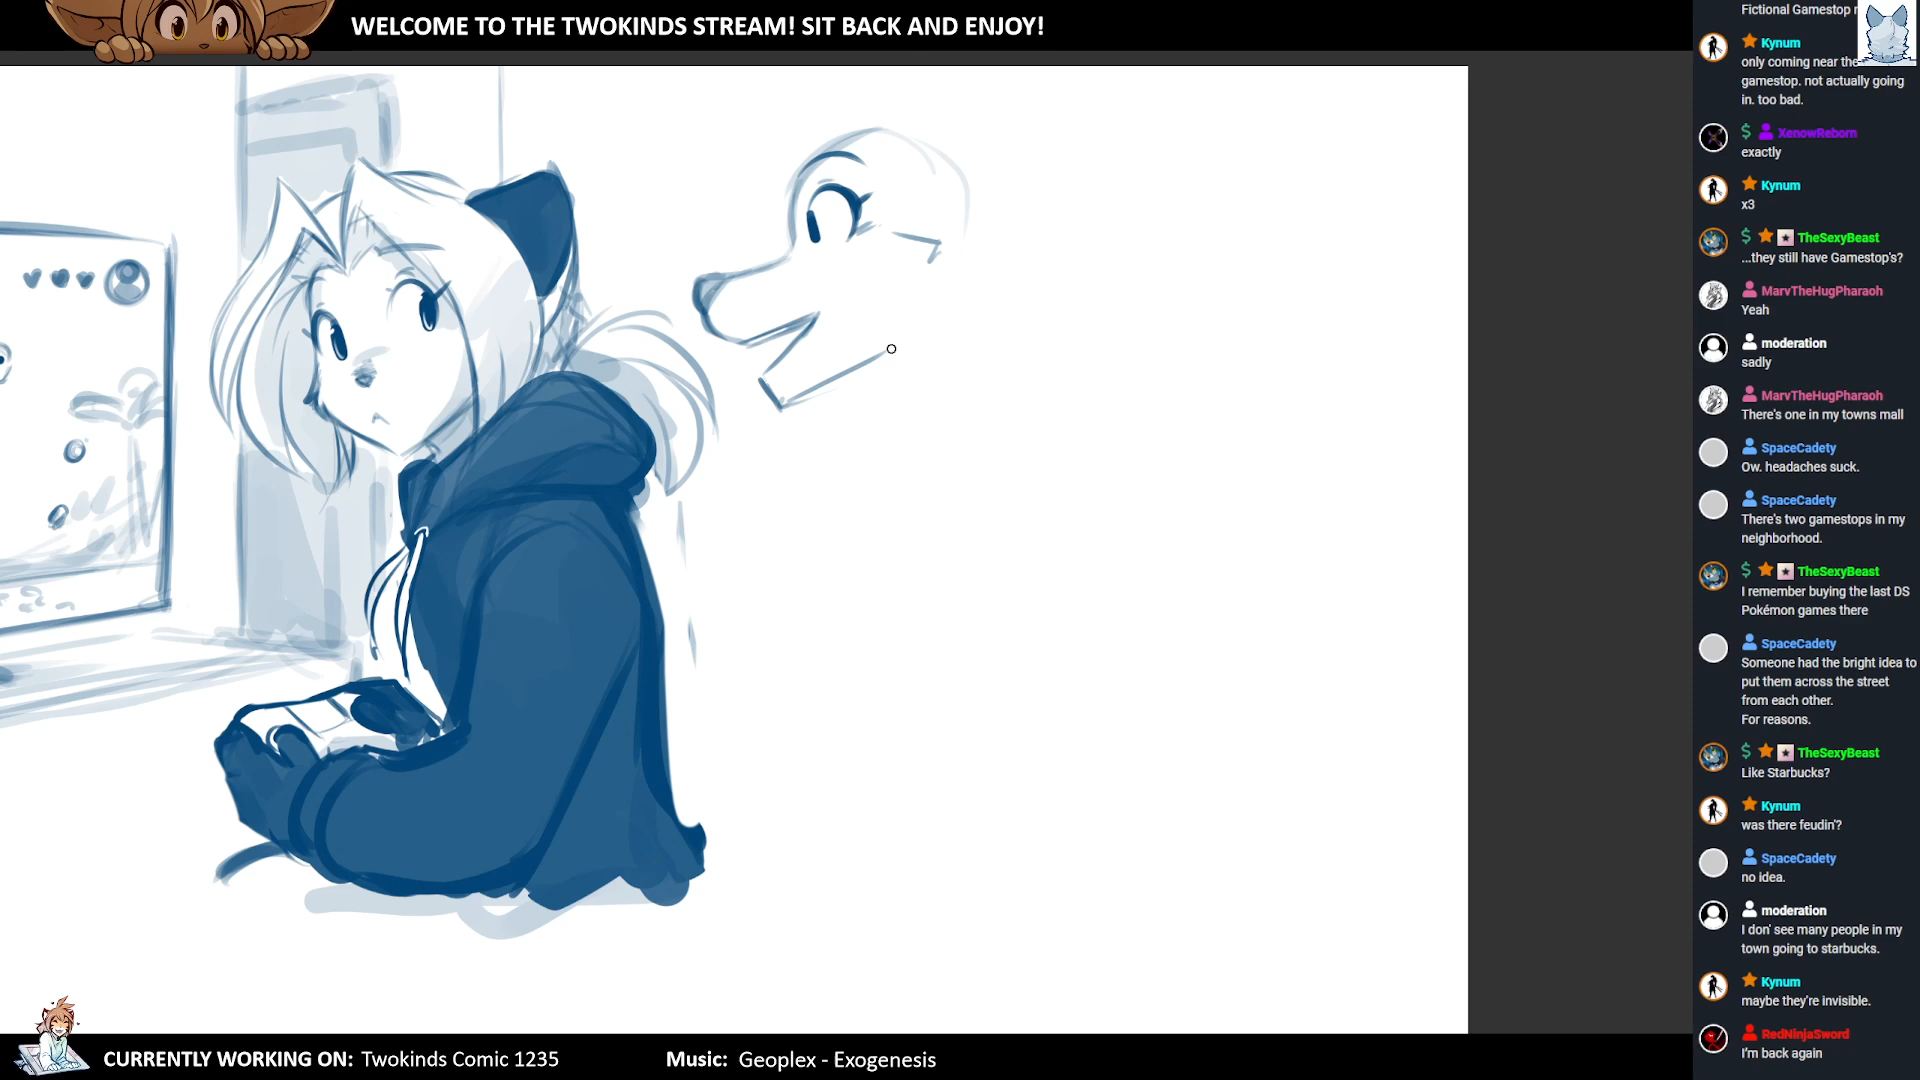 WELCOME TO THE TWOKINDS STREAM! SIT BACK AND ENJOY!
Fictional Gamestop
Kynum
only coming near the
gamestop. not actually going
in. too bad.
XenowReborn
exactly
Kynum
x3
TheSexyBeast
...they still have Gamestop's?
MarvTheHugPharaoh
Yeah
moderation
sadly
MarvTheHugPharaoh
There's one in my towns mall
SpaceCadety
Ow. headaches suck.
SpaceCadety
There's two gamestops in my
neighborhood.
TheSexyBeast
I remember buying the last DS
Pokémon games there
SpaceCadety
Someone had the bright idea to
put them across the street
from each other.
For reasons.
TheSexyBeast
Like Starbucks?
Kynum
was there feudin'?
SpaceCadety
no idea.
moderation
I don' see many people in my
town going to starbucks.
Kynum
maybe they're invisible.
RedNinjaSword
I'm back again
CURRENTLY WORKING ON: Twokinds Comic 1235
Music: Geoplex - Exogenesis